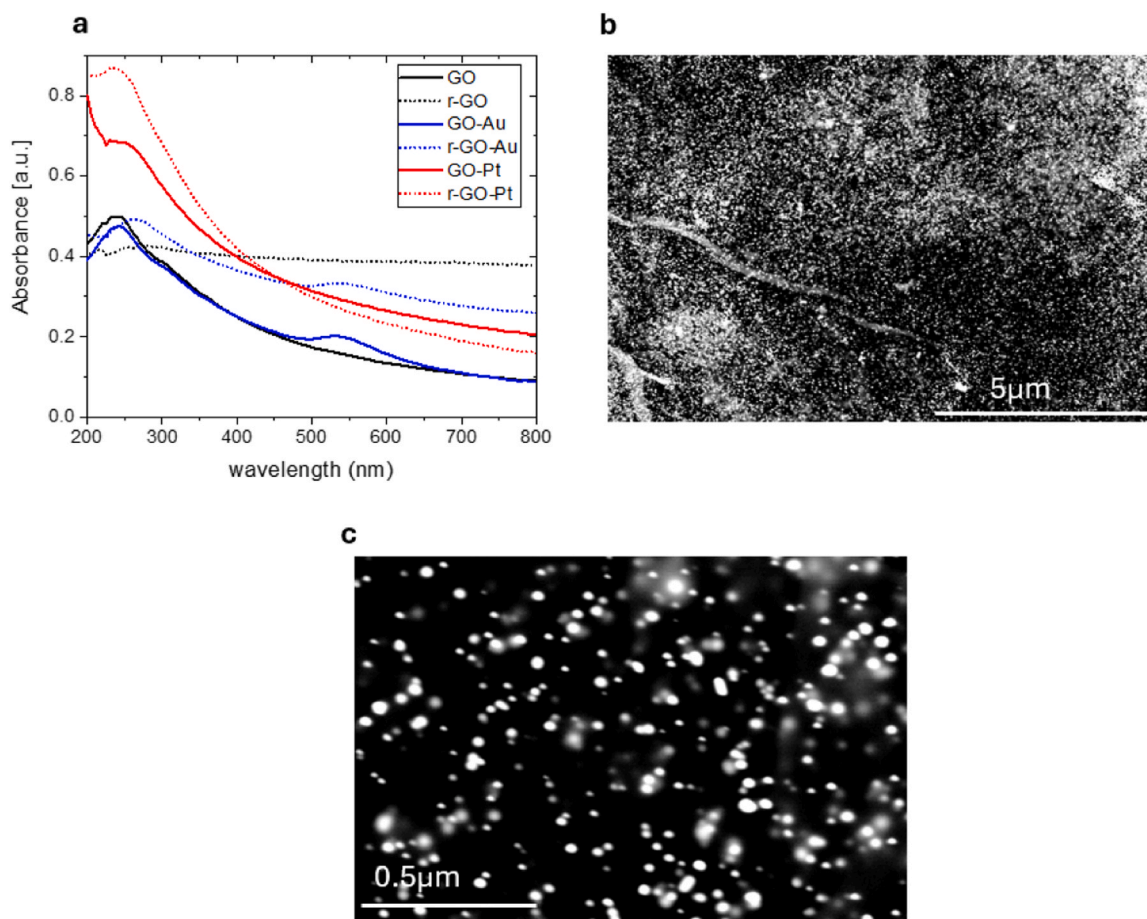 a
b
0.8
0.6
0.4
0.2
0.0
Absorbance [a.u.]
GO
r-GO
GO-Au
r-GO-Au
GO-Pt
r-GO-Pt
200 300 400 500 600 700 800
wavelength (nm)
5µm
c
0.5µm